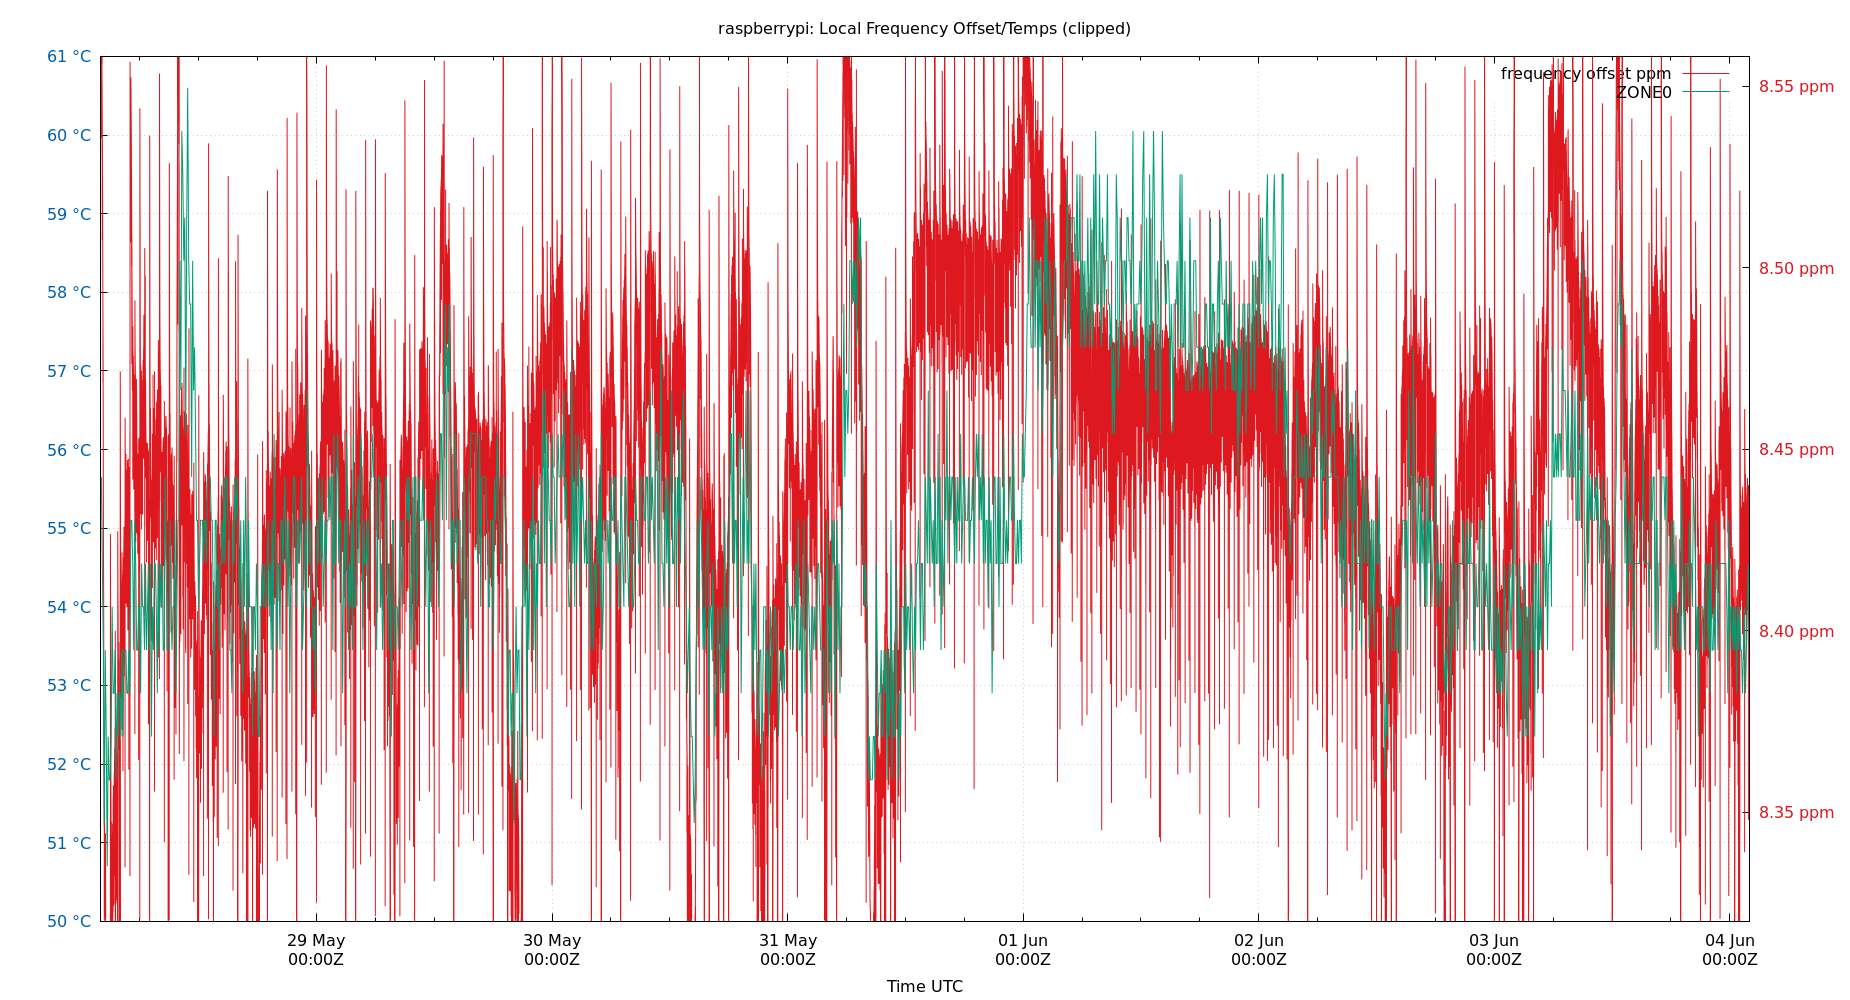 raspberrypi: Local Frequency Offset/Temps (clipped)
61 °C
60 °C
59 °C
58 °C
57 °C
56 °C
55 °C
54 °C
53 °C
52 °C
51 °C
50 °C
frequency offset ppm
ZONE0
8.55 ppm
8.50 ppm
8.45 ppm
8.40 ppm
8.35 ppm
29 May
00:00Z
30 May
00:00Z
31 May
00:00Z
01 Jun
00:00Z
02 Jun
00:00Z
03 Jun
00:00Z
04 Jun
00:00Z
Time UTC